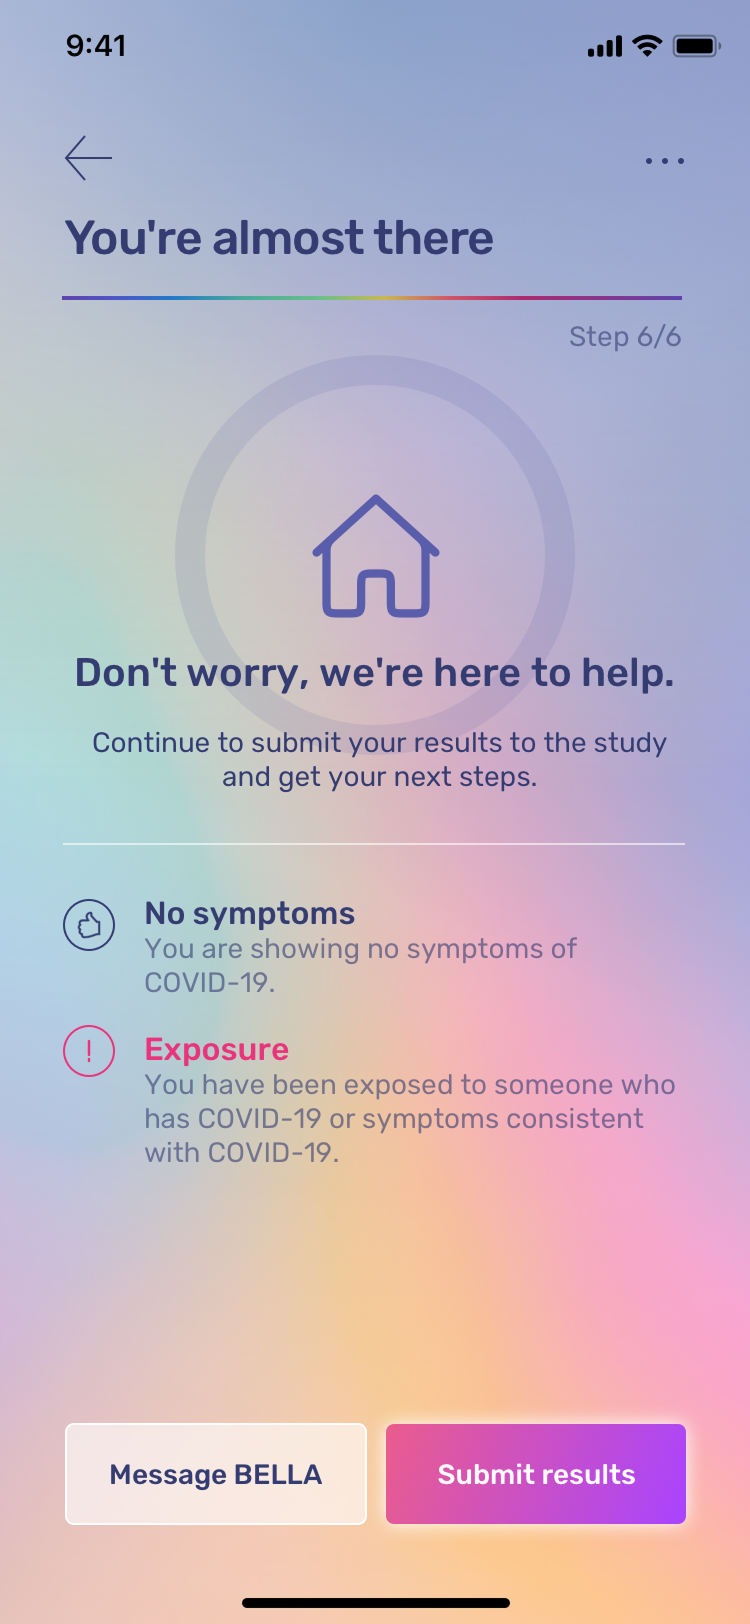 9:41
You're almost there
Step 6/6
Don't worry, we're here to help.
Continue to submit your results to the study
and get your next steps.
No symptoms
You are showing no symptoms of
COVID-19.
!
Exposure
You have been exposed to someone who
has COVID-19 or symptoms consistent
with COVID-19.
Message BELLA
Submit results